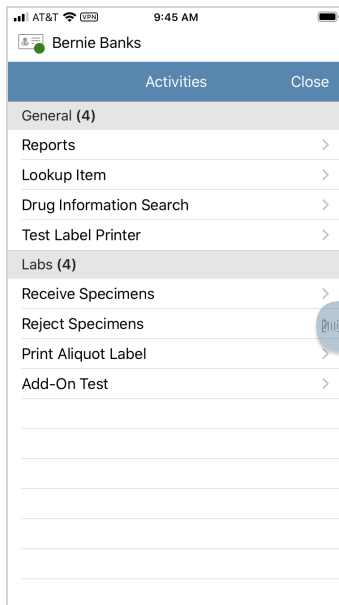 AT&T VPN 9:45 AM
Bernie Banks
Activities Close
General (4)
Reports
Lookup Item
Drug Information Search
Test Label Printer
Labs (4)
Receive Specimens
Reject Specimens
Print Aliquot Label
Add-On Test